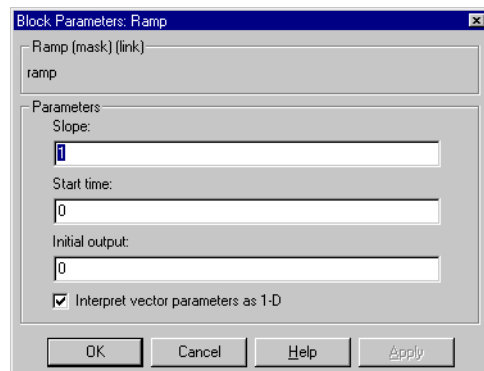 Block Parameters: Ramp
Ramp (mask) (link)
ramp
Parameters
Slope:
1
Start time:
0
Initial output:
0
Interpret vector parameters as 1-D
OK Cancel Help Apply